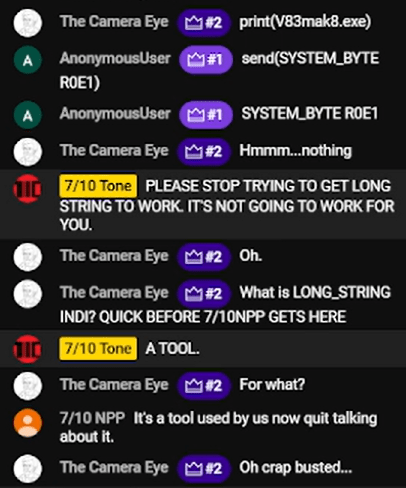 The Camera Eye #2 print(V83mak8.exe)
A AnonymousUser #1 send(SYSTEM_BYTE
R0E1)
A AnonymousUser #1 SYSTEM_BYTE R0E1
The Camera Eye #2 Hmmm...nothing
7/10 Tone PLEASE STOP TRYING TO GET LONG
STRING TO WORK. IT'S NOT GOING TO WORK FOR
YOU.
The Camera Eye #2 Oh.
The Camera Eye #2 What is LONG_STRING
INDI? QUICK BEFORE 7/10NPP GETS HERE
7/10 Tone A TOOL.
The Camera Eye #2 For what?
7/10 NPP It's a tool used by us now quit talking
about it.
The Camera Eye #2 Oh crap busted...